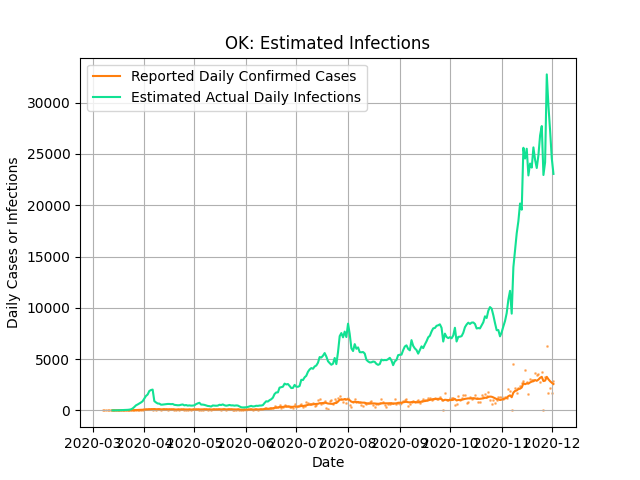 OK: Estimated Infections
Reported Daily Confirmed Cases
Estimated Actual Daily Infections
30000
25000
20000
15000
10000
5000
0
Daily Cases or Infections
2020-03 2020-04 2020-05 2020-06 2020-07 2020-08 2020-09 2020-10 2020-11 2020-12
Date